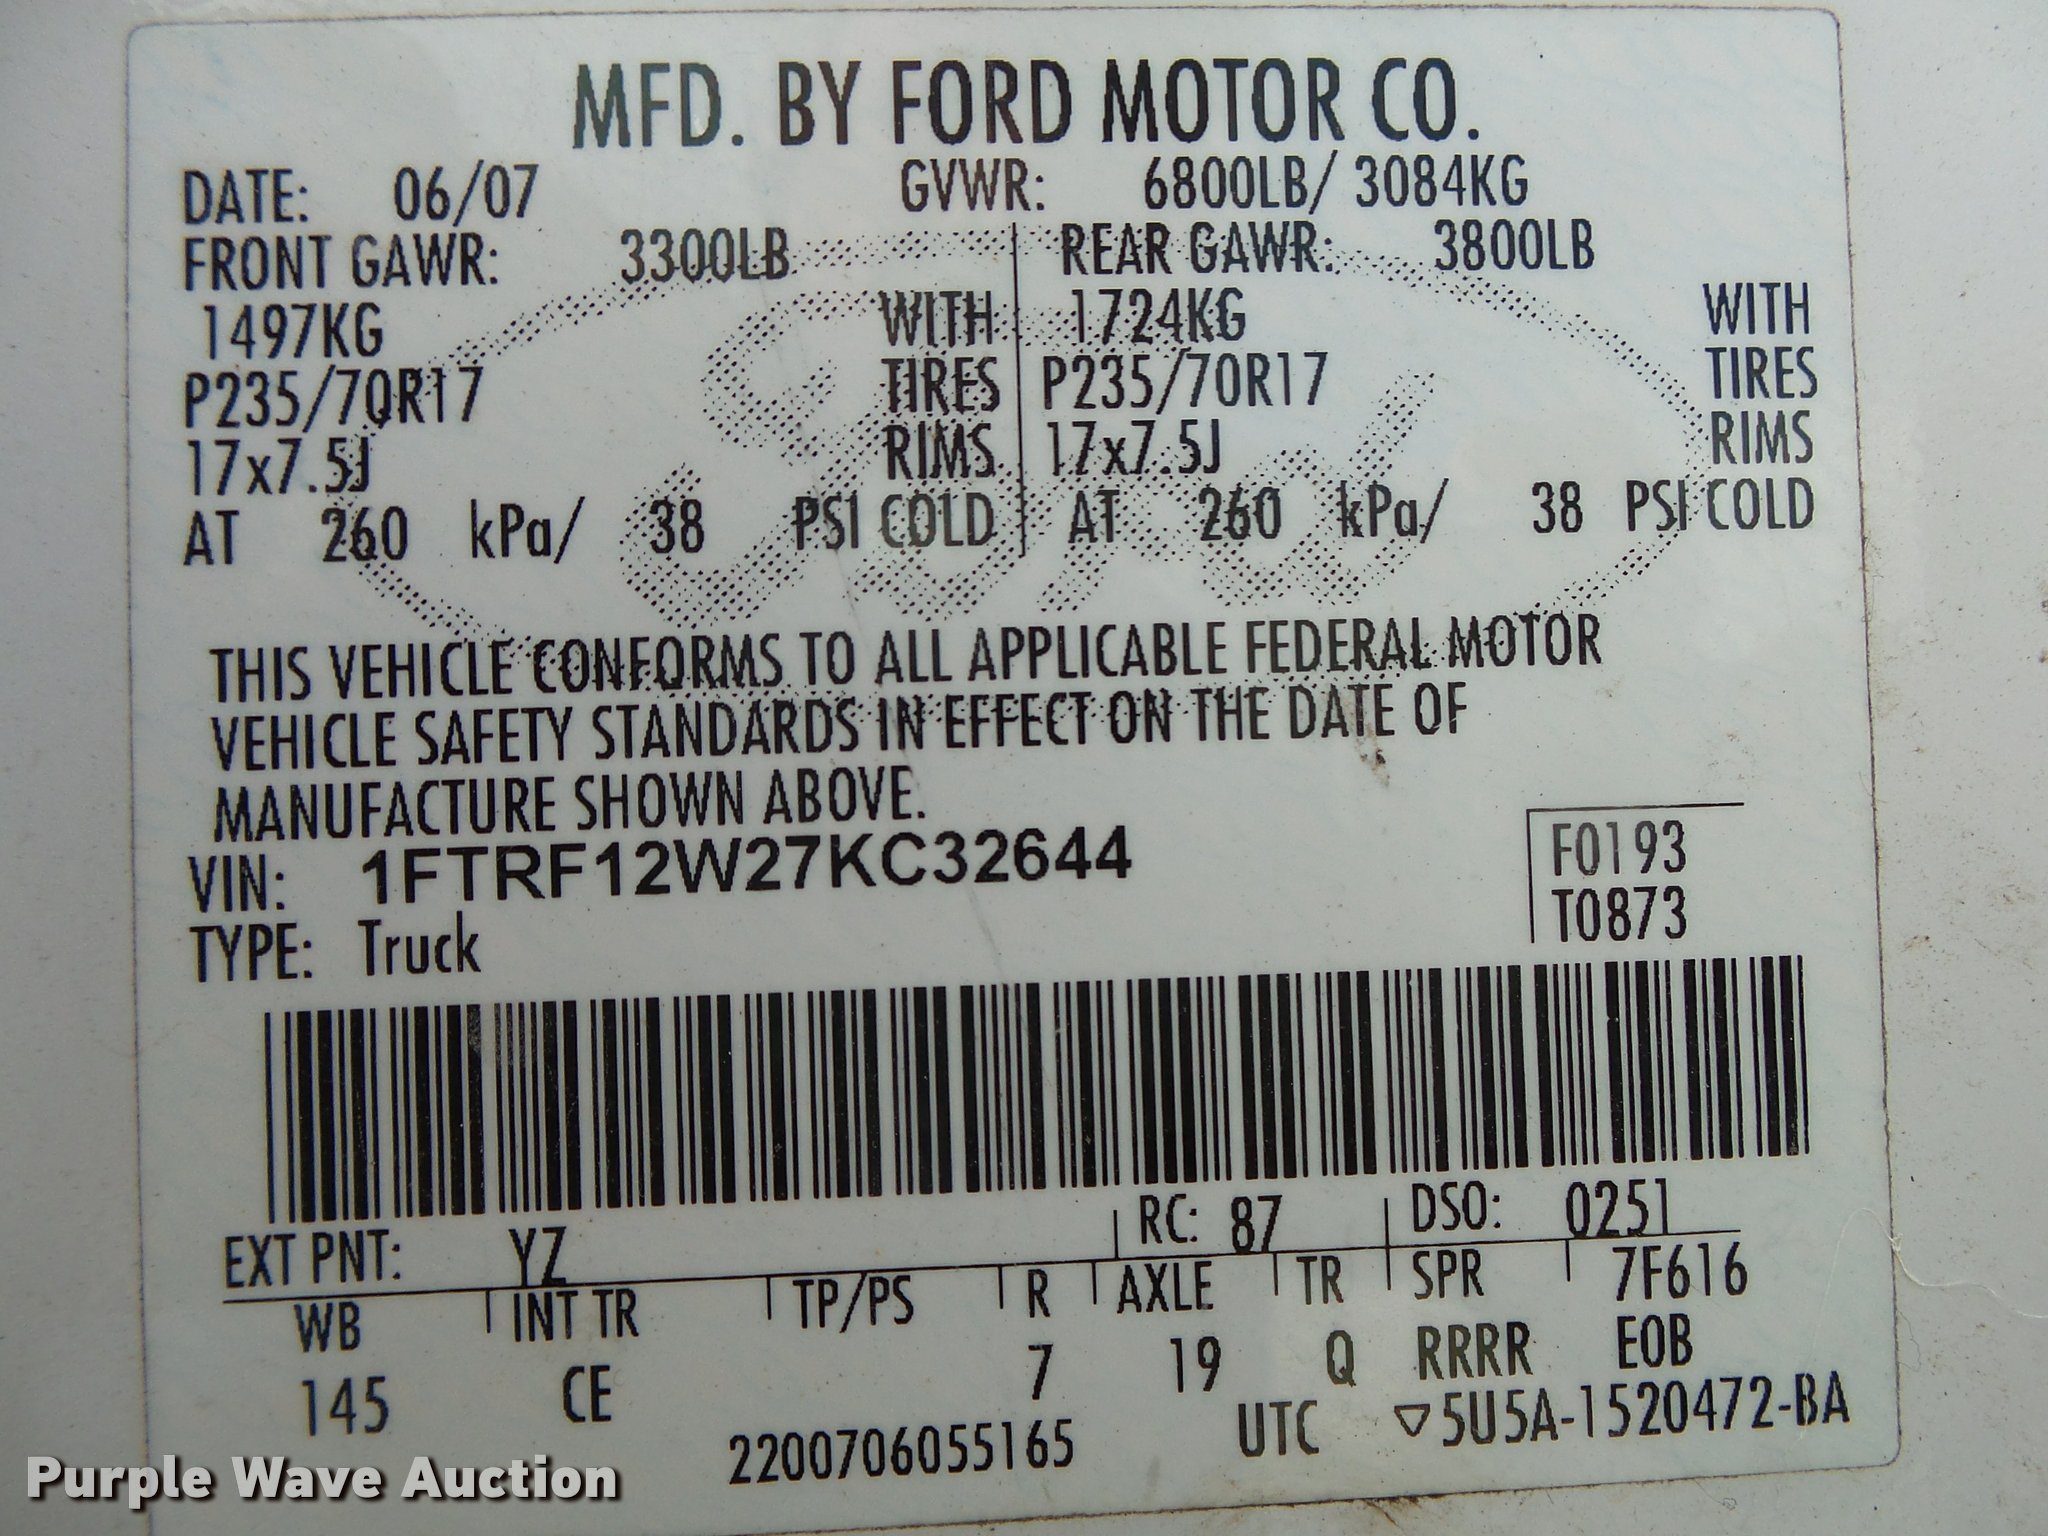 MFD. BY FORD MOTOR CO.
DATE: 06/07 GVWR: 6800LB/ 3084KG
FRONT GAWR: 3300LB REAR GAWR: 3800LB
1497KG WITH 1724KG WITH
P235/70R17 TIRES P235/70R17 TIRES
17x7.5J RIMS 17x7.5J RIMS
AT 260 kPa/ 38 PSI COLD AT 260 kPa/ 38 PSI COLD
THIS VEHICLE CONFORMS TO ALL APPLICABLE FEDERAL MOTOR
VEHICLE SAFETY STANDARDS IN EFFECT ON THE DATE OF
MANUFACTURE SHOWN ABOVE.
VIN: 1FTRF12W27KC32644 F0193
TYPE: Truck T0873
EXT PNT: YZ RC: 87 DSO: 0251
WB INT TR TP/PS R AXLE TR SPR 7F616
145 CE 7 19 Q RRRR EOB
2200706055165 UTC ▽5U5A-1520472-BA
Purple Wave Auction